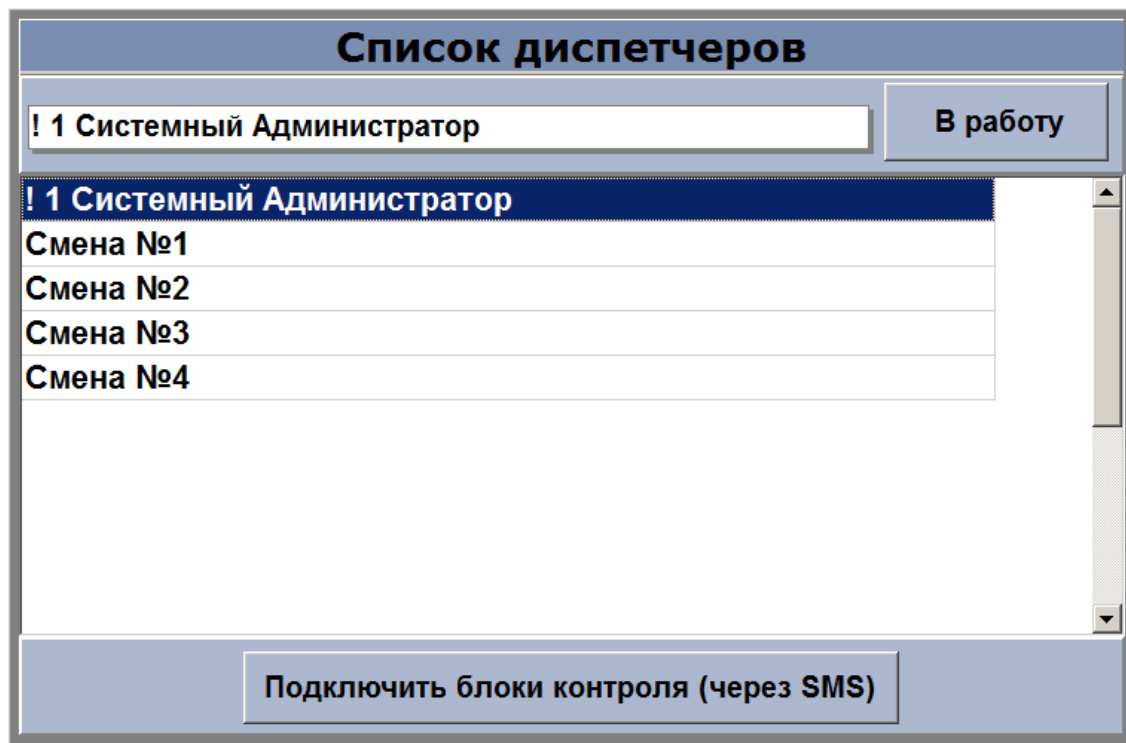 Список диспетчеров
! 1 Системный Администратор
В работу
! 1 Системный Администратор
Смена №1
Смена №2
Смена №3
Смена №4
Подключить блоки контроля (через SMS)